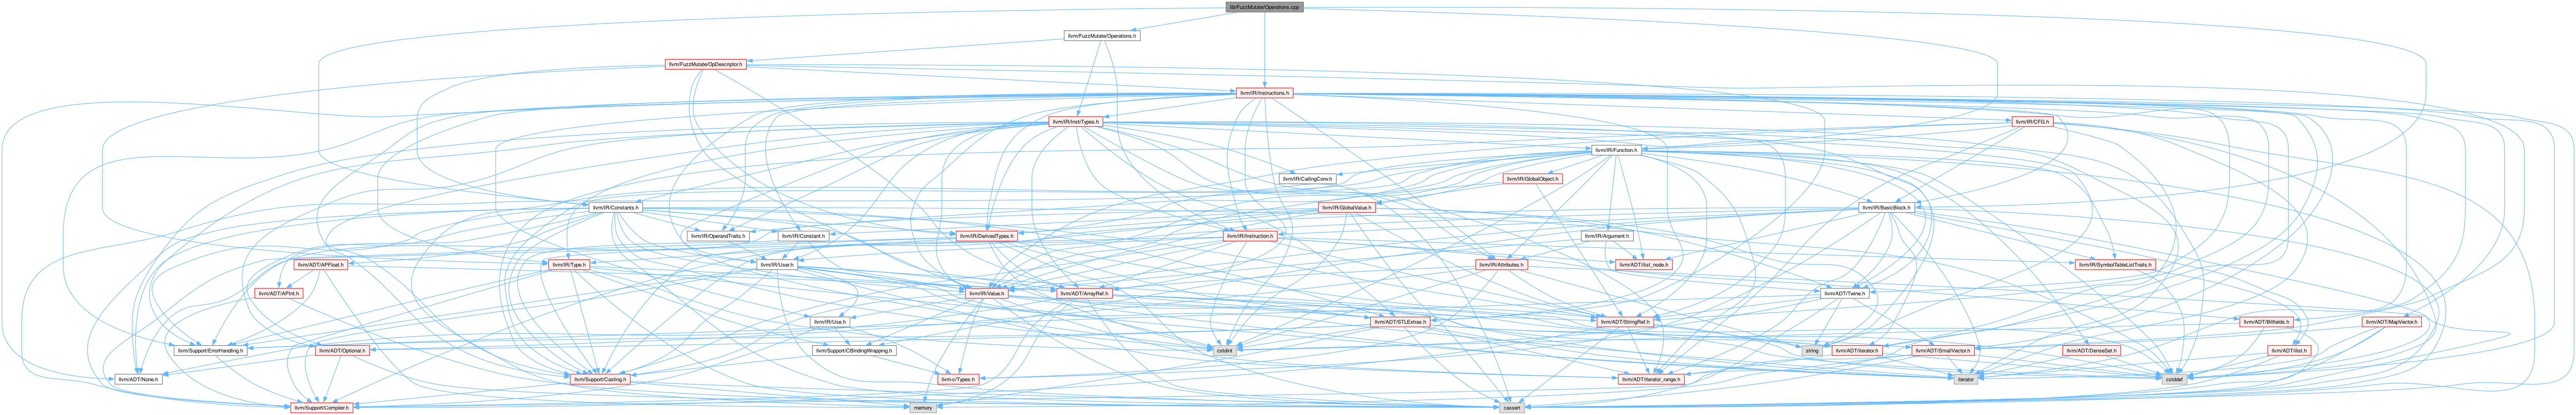 lib/FuzzMutate/Operations.cpp
llvm/FuzzMutate/Operations.h
llvm/FuzzMutate/OpDescriptor.h
llvm/IR/Instructions.h
llvm/IR/InstrTypes.h
llvm/IR/CFG.h
llvm/IR/Function.h
llvm/IR/CallingConv.h
llvm/IR/GlobalObject.h
llvm/IR/Constants.h
llvm/IR/GlobalValue.h
llvm/IR/BasicBlock.h
llvm/IR/OperandTraits.h
llvm/IR/Constant.h
llvm/IR/DerivedTypes.h
llvm/IR/Instruction.h
llvm/IR/Argument.h
llvm/ADT/APFloat.h
llvm/IR/Type.h
llvm/IR/User.h
llvm/ADT/ilist_node.h
llvm/IR/Attributes.h
llvm/IR/SymbolTableListTraits.h
llvm/ADT/APInt.h
llvm/IR/Value.h
llvm/ADT/ArrayRef.h
llvm/ADT/Twine.h
llvm/IR/Use.h
llvm/ADT/STLExtras.h
llvm/ADT/StringRef.h
llvm/ADT/Bitfields.h
llvm/ADT/MapVector.h
llvm/Support/ErrorHandling.h
llvm/ADT/Optional.h
llvm/Support/CBindingWrapping.h
cstdint
string
llvm/ADT/iterator.h
llvm/ADT/SmallVector.h
llvm/ADT/DenseSet.h
llvm/ADT/ilist.h
llvm/ADT/None.h
llvm/Support/Casting.h
llvm-c/Types.h
llvm/ADT/iterator_range.h
iterator
cstddef
llvm/Support/Compiler.h
memory
cassert